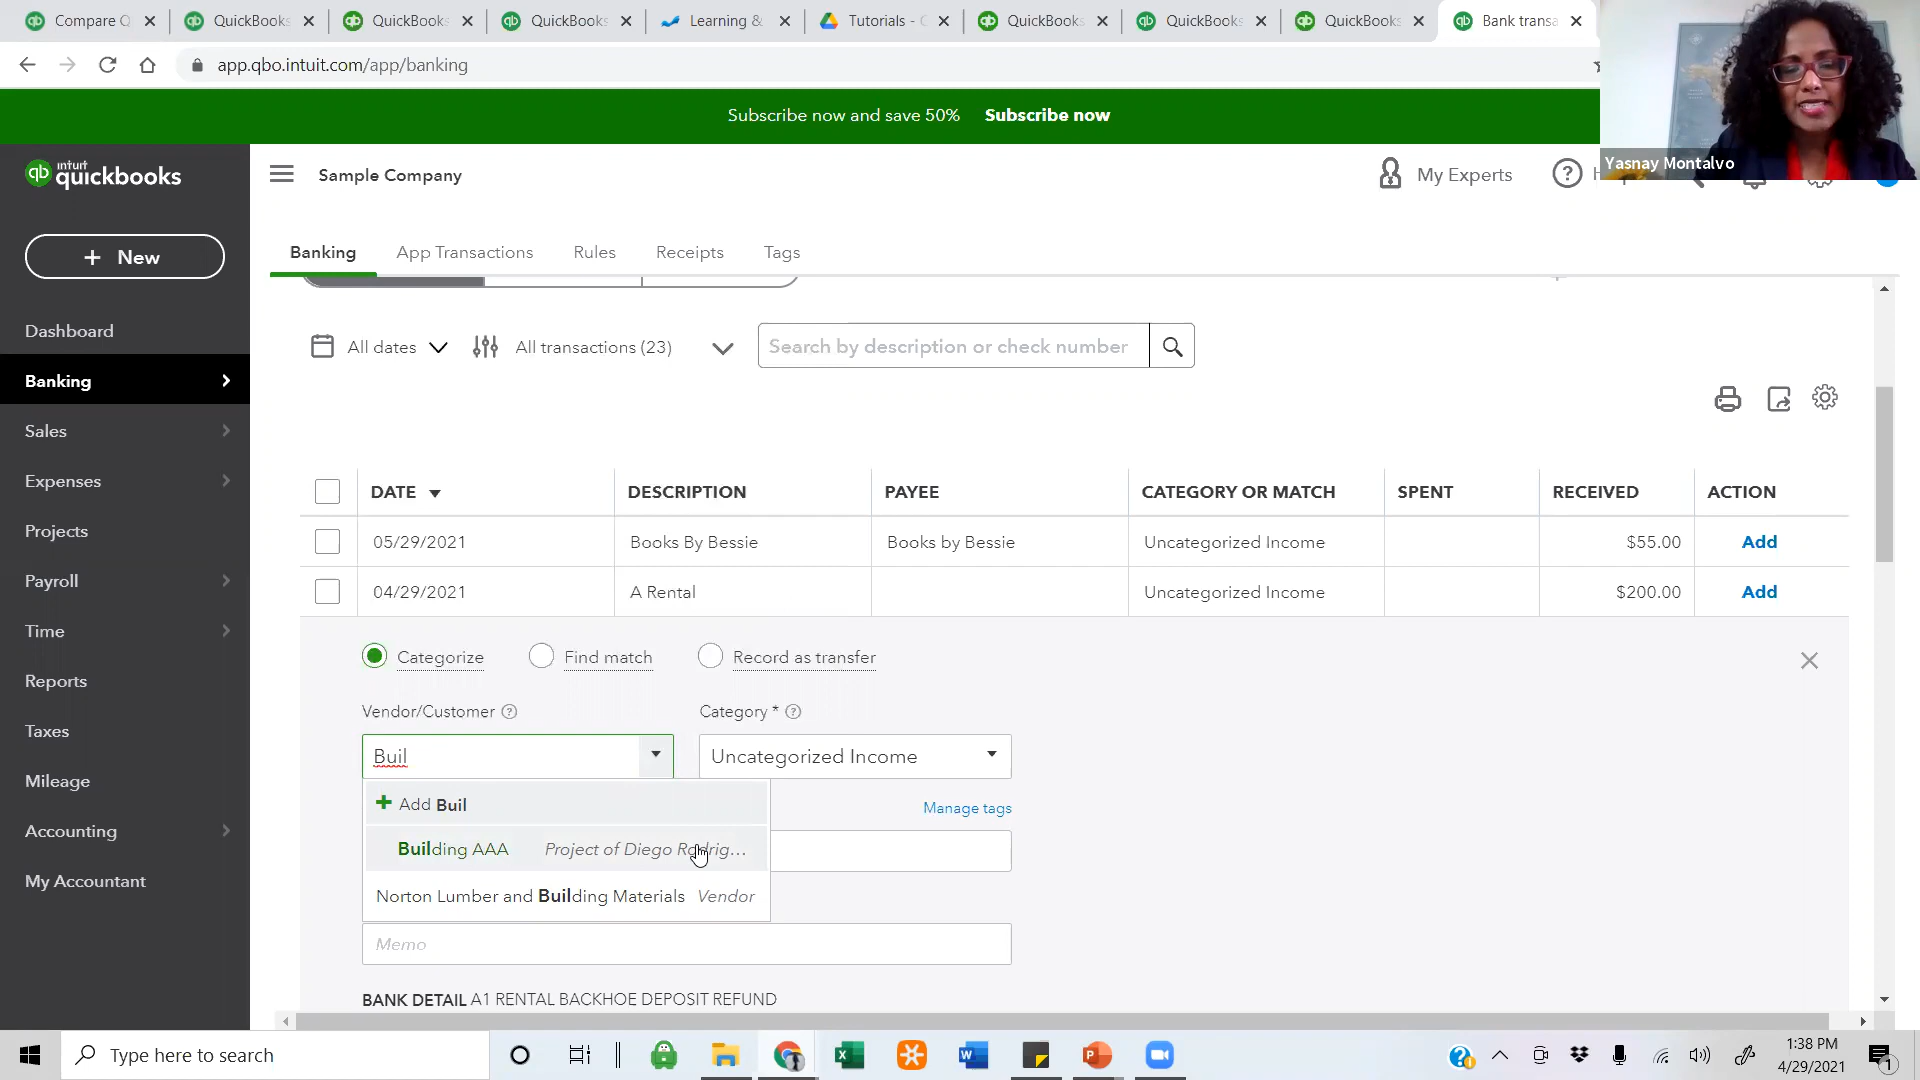 Compare Q
QuickBooks
QuickBooks
QuickBooks
Learning &
Tutorials - G
QuickBooks
QuickBooks
QuickBooks
Bank transa
app.qbo.intuit.com/app/banking
Subscribe now and save 50% Subscribe now
Yasnay Montalvo
intuit
quickbooks
Sample Company
My Experts
+ New
Banking App Transactions Rules Receipts Tags
Dashboard
Banking
Sales
Expenses
Projects
Payroll
Time
Reports
Taxes
Mileage
Accounting
My Accountant
All dates
All transactions (23)
Search by description or check number
DATE DESCRIPTION PAYEE CATEGORY OR MATCH SPENT RECEIVED ACTION
05/29/2021 Books By Bessie Books by Bessie Uncategorized Income $55.00 Add
04/29/2021 A Rental Uncategorized Income $200.00 Add
Categorize Find match Record as transfer
Vendor/Customer Category *
Buil Uncategorized Income
+ Add Buil
Manage tags
Building AAA Project of Diego Rodrig...
Norton Lumber and Building Materials Vendor
Memo
BANK DETAIL A1 RENTAL BACKHOE DEPOSIT REFUND
Type here to search
1:38 PM
4/29/2021
1